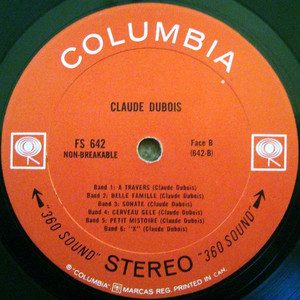 COLUMBIA
CLAUDE DUBOIS
FS 642
NON-BREAKABLE
Face B
(642-B)
Band 1: À TRAVERS (Claude Dubois)
Band 2: BELLE FAMILLE (Claude Dubois)
Band 3: SONATE (Claude Dubois)
Band 4: CERVEAU GELÉ (Claude Dubois)
Band 5: PETIT HISTOIRE (Claude Dubois)
Band 6: "X" (Claude Dubois)
"360 SOUND" STEREO "360 SOUND"
® "COLUMBIA" MARCAS REG. PRINTED IN CAN.